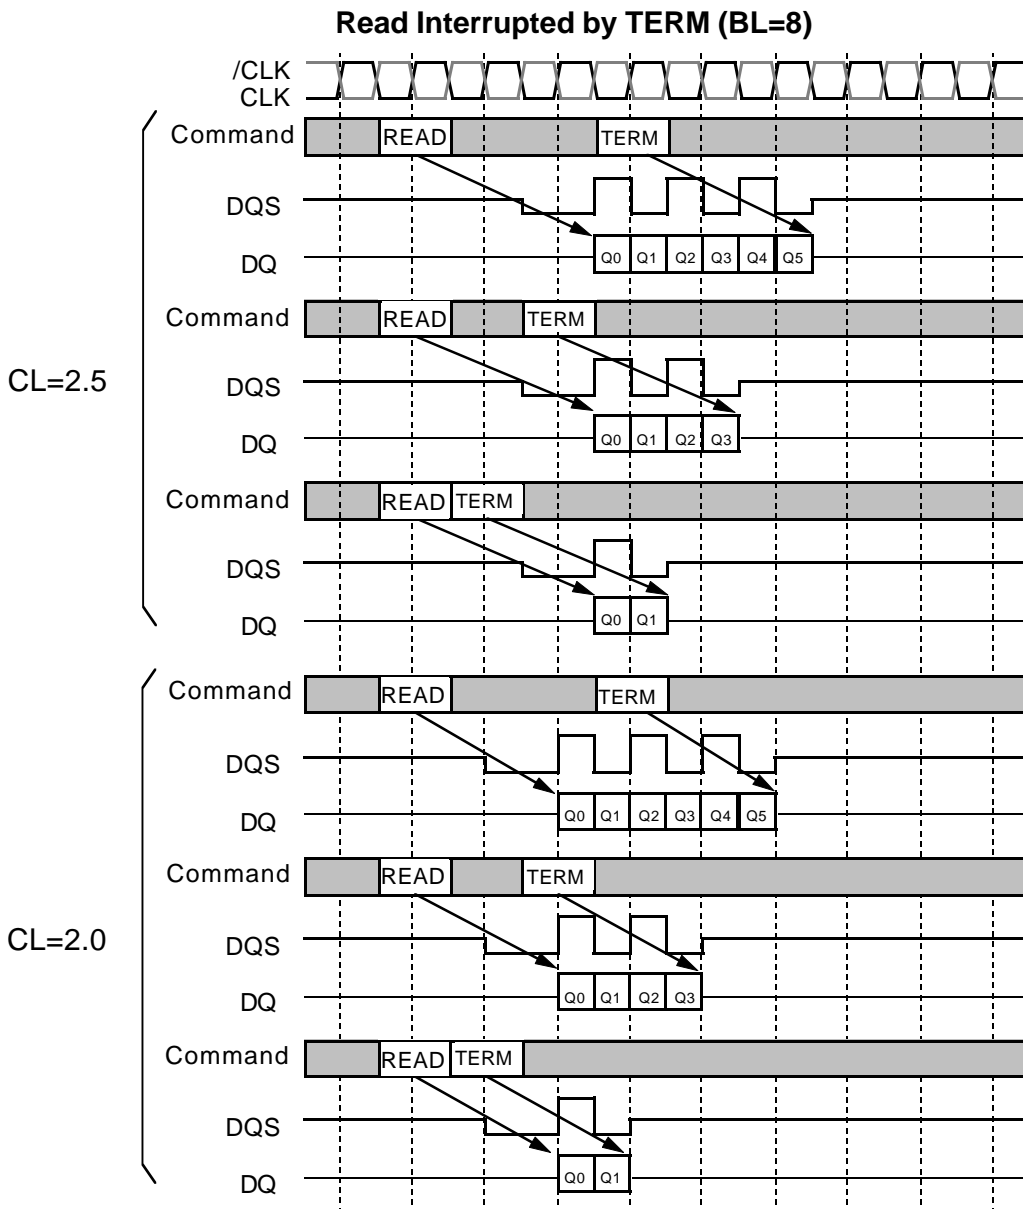 Read Interrupted by TERM (BL=8)
/CLK
CLK
Command READ TERM
DQS
DQ Q0 Q1 Q2 Q3 Q4 Q5
Command READ TERM
CL=2.5
DQS
DQ Q0 Q1 Q2 Q3
Command READ TERM
DQS
DQ Q0 Q1
Command READ TERM
DQS
DQ Q0 Q1 Q2 Q3 Q4 Q5
Command READ TERM
CL=2.0
DQS
DQ Q0 Q1 Q2 Q3
Command READ TERM
DQS
DQ Q0 Q1